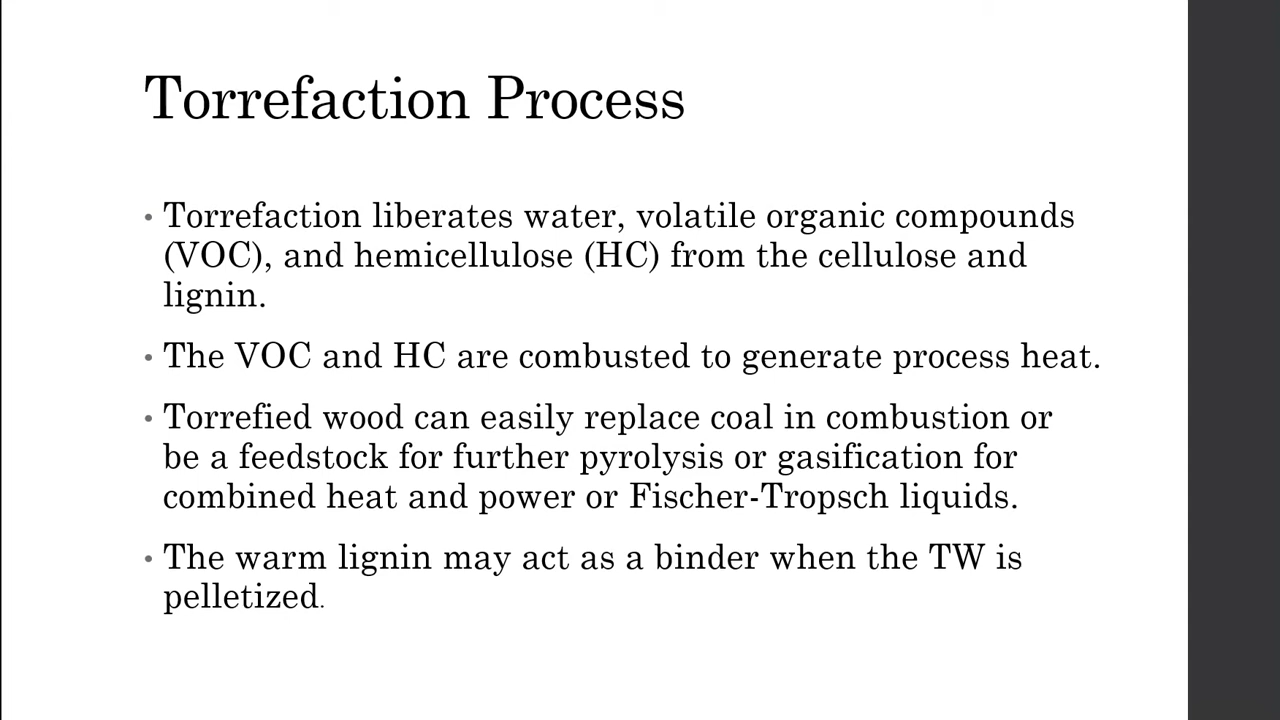 Torrefaction Process
• Torrefaction liberates water, volatile organic compounds
(VOC), and hemicellulose (HC) from the cellulose and
lignin.
• The VOC and HC are combusted to generate process heat.
• Torrefied wood can easily replace coal in combustion or
be a feedstock for further pyrolysis or gasification for
combined heat and power or Fischer-Tropsch liquids.
• The warm lignin may act as a binder when the TW is
pelletized.